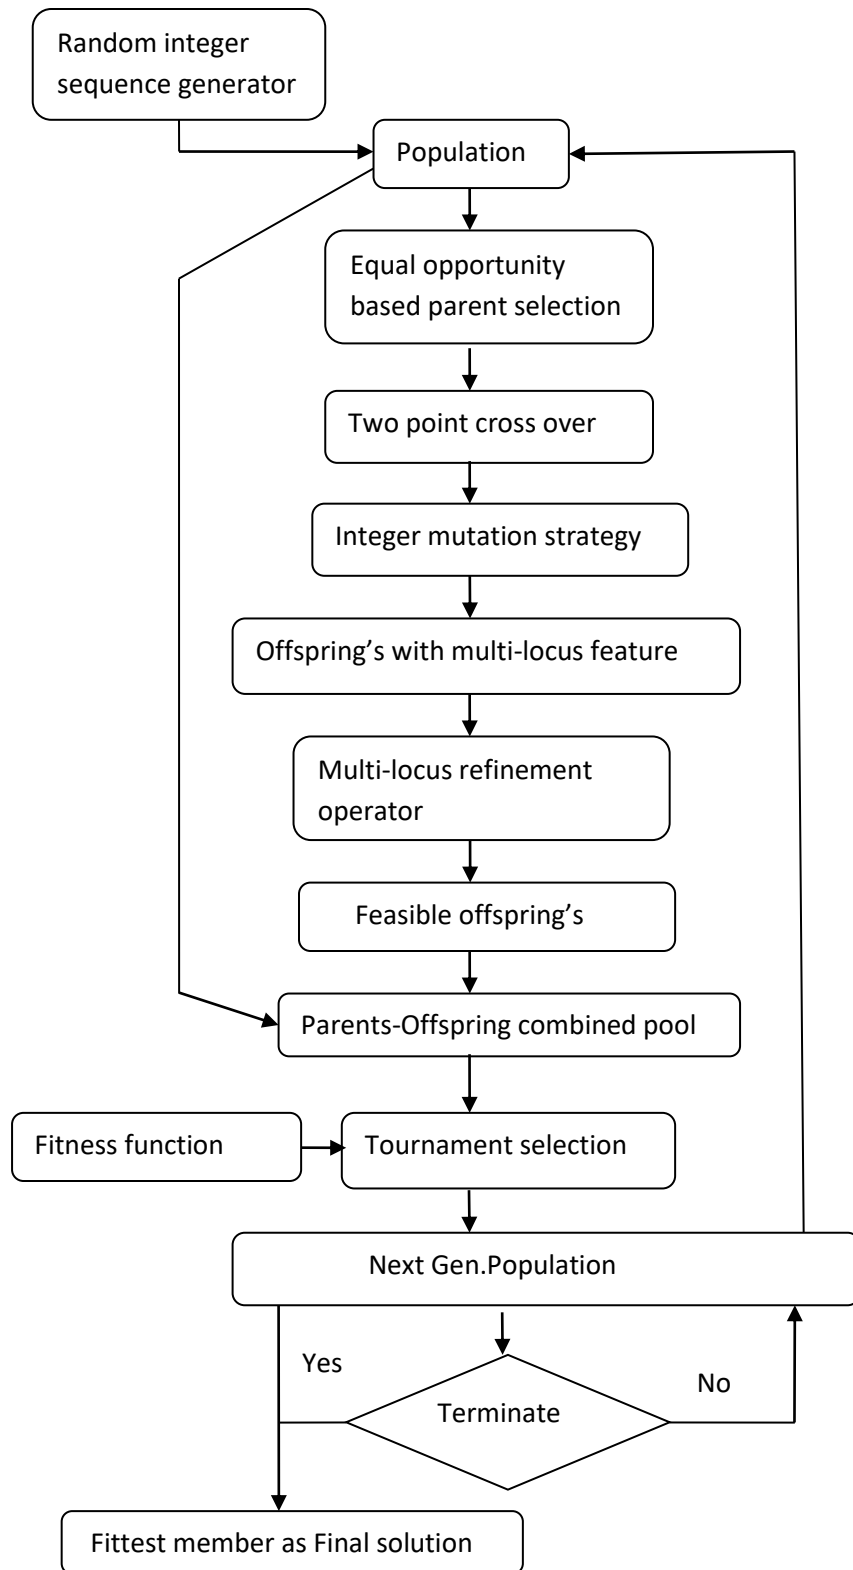 Random integer
sequence generator
Population
Equal opportunity
based parent selection
Two point cross over
Integer mutation strategy
Offspring’s with multi-locus feature
Multi-locus refinement
operator
Feasible offspring’s
Parents-Offspring combined pool
Fitness function
Tournament selection
Next Gen.Population
Yes
No
Terminate
Fittest member as Final solution